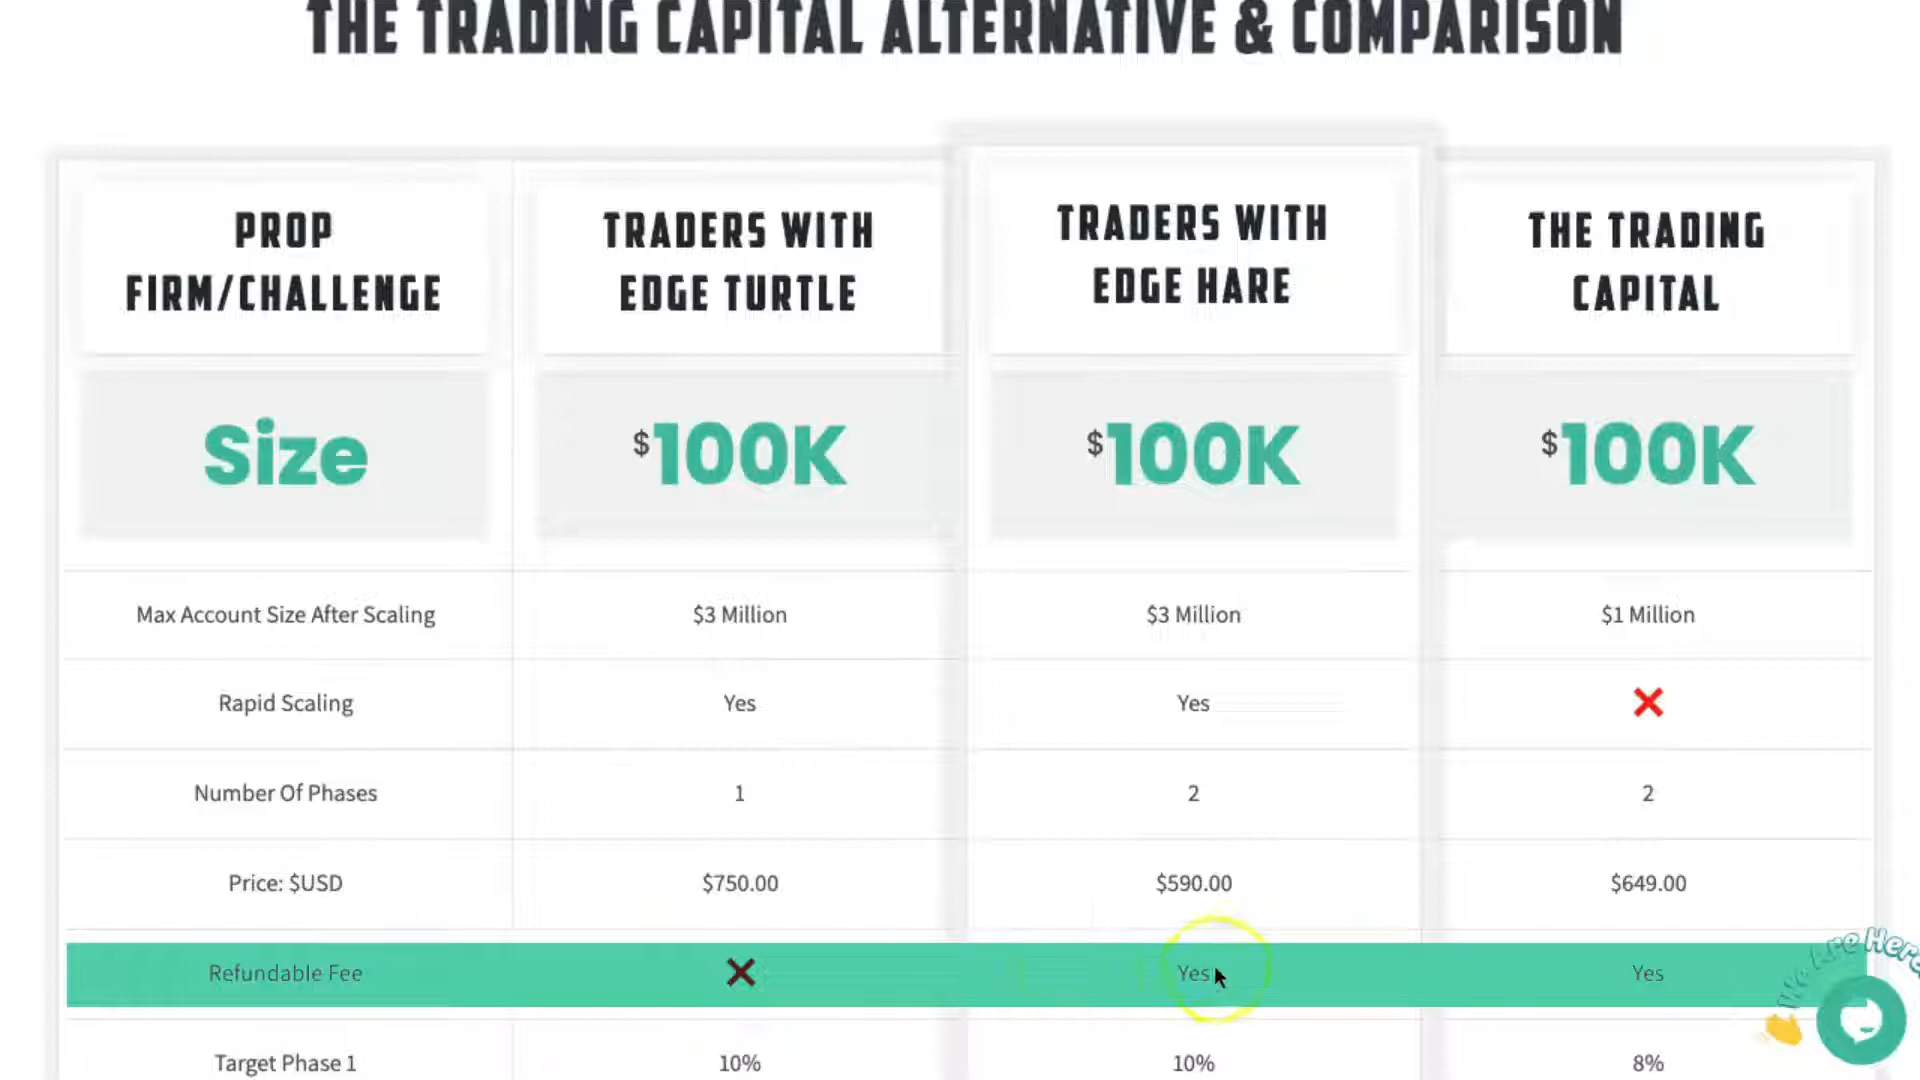 THE TRADING CAPITAL ALTERNATIVE & COMPARISON
PROP
FIRM/CHALLENGE
TRADERS WITH
EDGE TURTLE
TRADERS WITH
EDGE HARE
THE TRADING
CAPITAL
Size
$100K
$100K
$100K
Max Account Size After Scaling
$3 Million
$3 Million
$1 Million
Rapid Scaling
Yes
Yes
Number Of Phases
1
2
2
Price: $USD
$750.00
$590.00
$649.00
Refundable Fee
Yes
Yes
Target Phase 1
10%
10%
8%
We Are Here